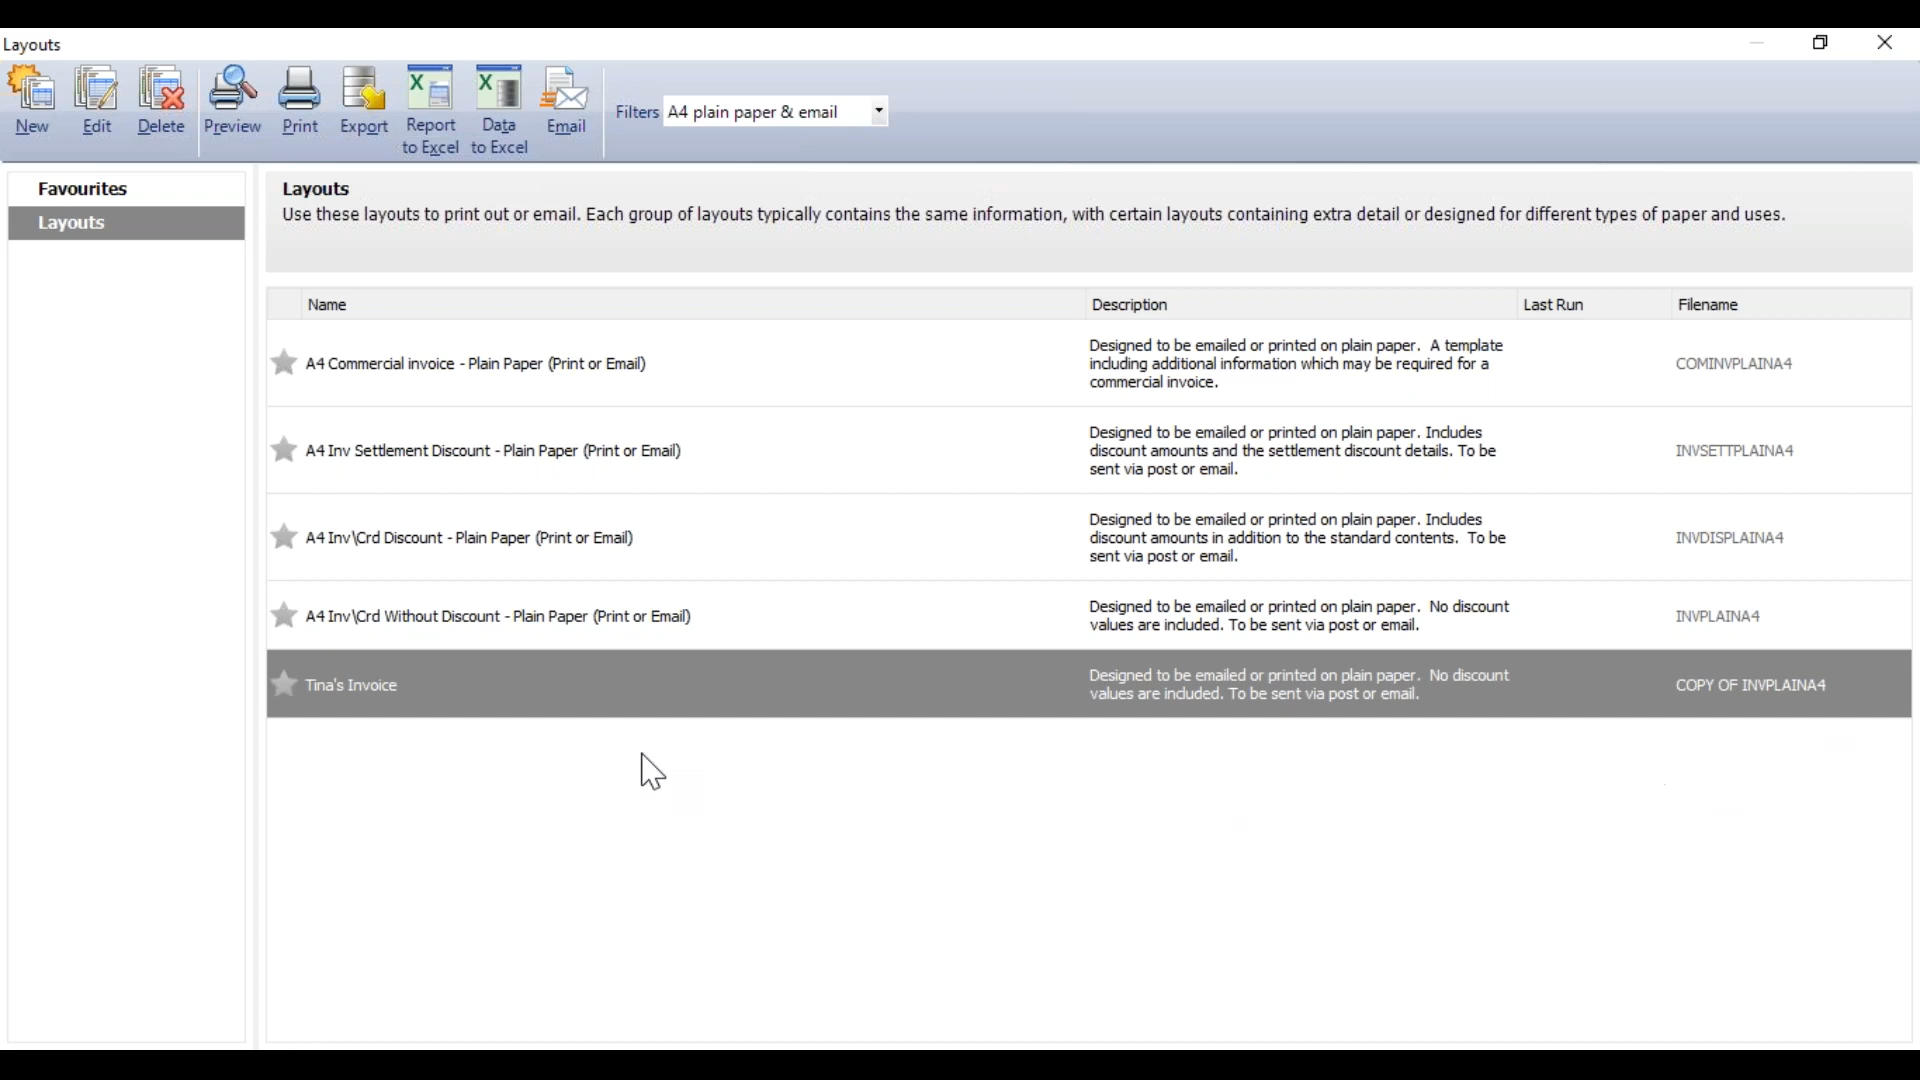 Layouts
New
Edit
Delete
Preview
Print
Export
Report
to Excel
Data
to Excel
Email
Filters A4 plain paper & email
Favourites
Layouts
Layouts
Use these layouts to print out or email. Each group of layouts typically contains the same information, with certain layouts containing extra detail or designed for different types of paper and uses.
Name Description Last Run Filename
A4 Commercial invoice - Plain Paper (Print or Email)
Designed to be emailed or printed on plain paper. A template
including additional information which may be required for a
commercial invoice.
COMINVPLAINA4
A4 Inv Settlement Discount - Plain Paper (Print or Email)
Designed to be emailed or printed on plain paper. Includes
discount amounts and the settlement discount details. To be
sent via post or email.
INVSETTPLAINA4
A4 Inv\Crd Discount - Plain Paper (Print or Email)
Designed to be emailed or printed on plain paper. Includes
discount amounts in addition to the standard contents. To be
sent via post or email.
INVDISPLAINA4
A4 Inv\Crd Without Discount - Plain Paper (Print or Email)
Designed to be emailed or printed on plain paper. No discount
values are included. To be sent via post or email.
INVPLAINA4
Tina's Invoice
Designed to be emailed or printed on plain paper. No discount
values are included. To be sent via post or email.
COPY OF INVPLAINA4